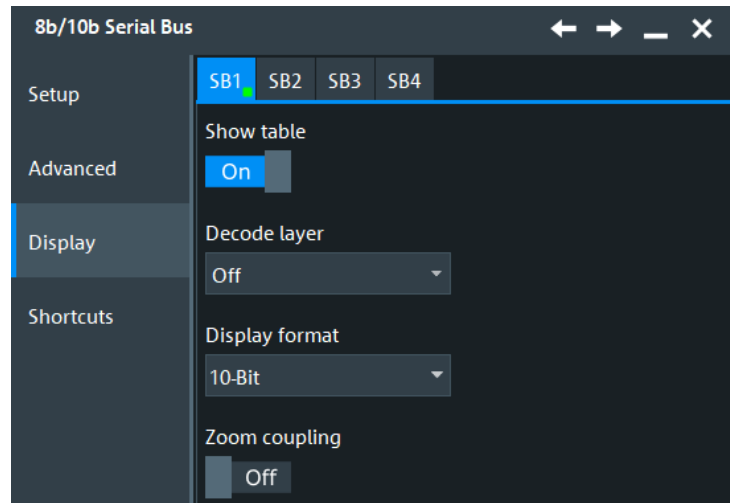 8b/10b Serial Bus
Setup
Advanced
Display
Shortcuts
SB1 SB2 SB3 SB4
Show table
On
Decode layer
Off
Display format
10-Bit
Zoom coupling
Off